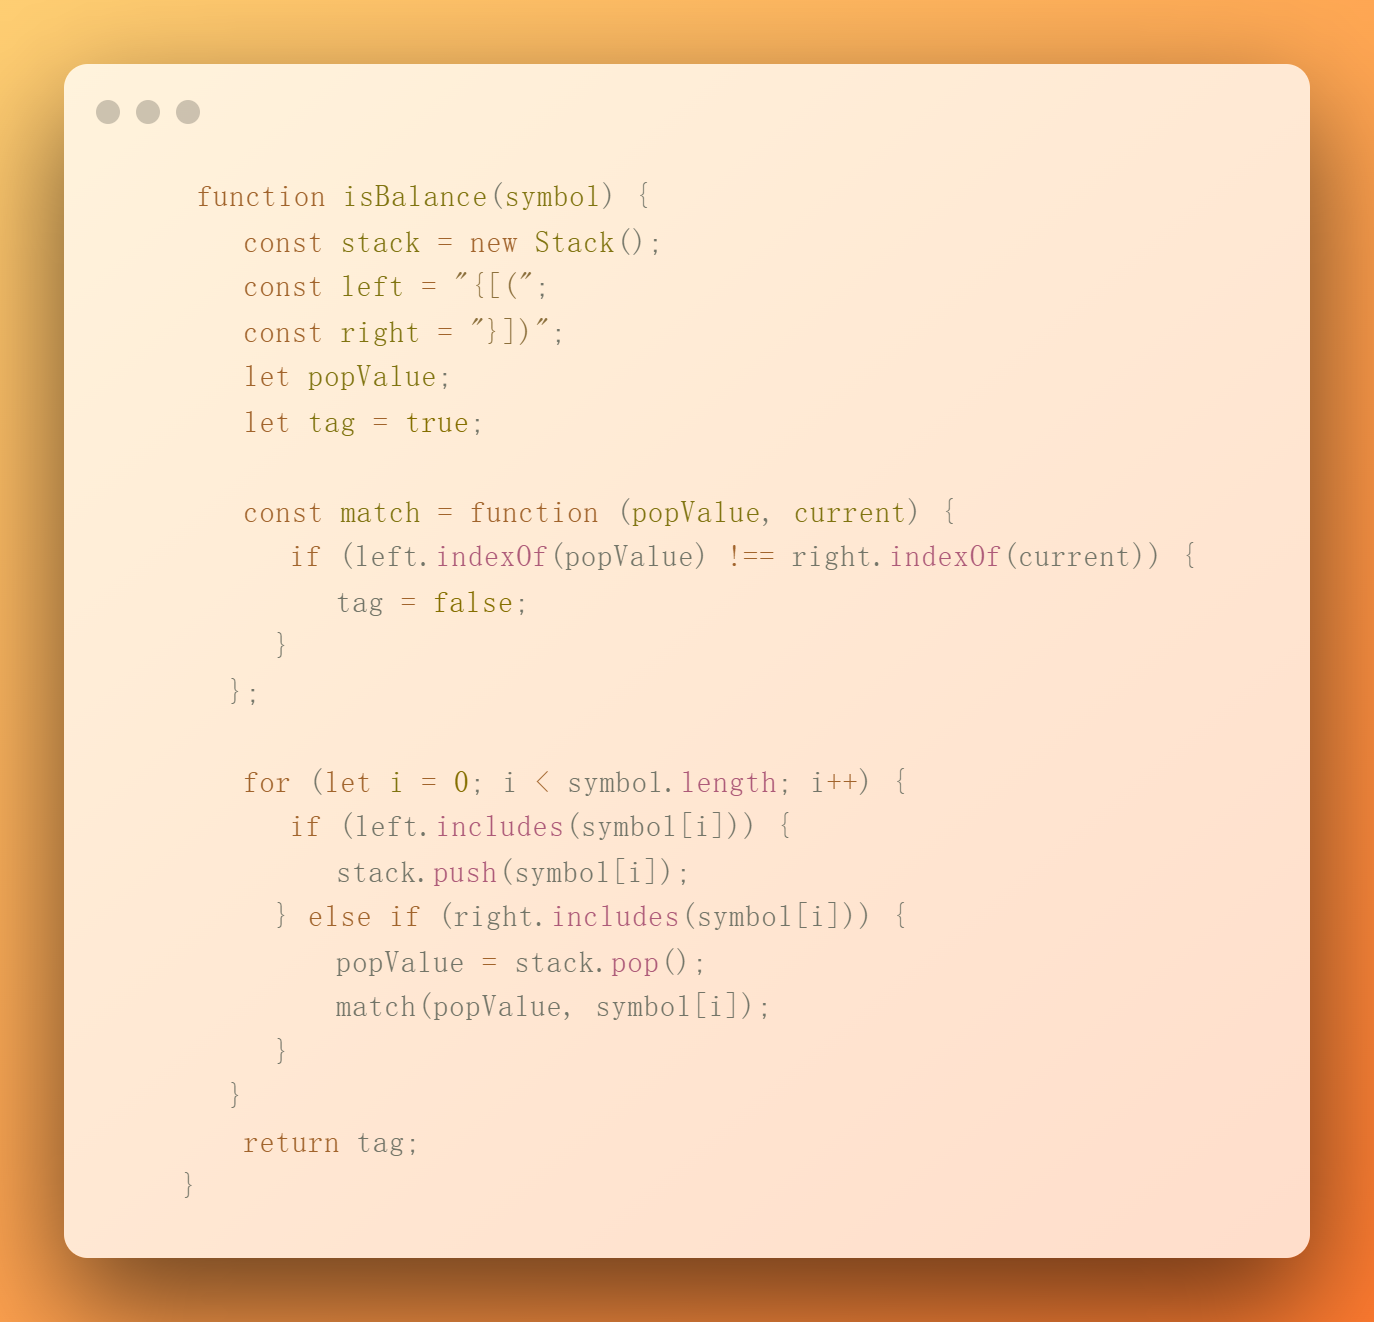 function isBalance(symbol) {
   const stack = new Stack();
   const left = "{[(";
   const right = "}])";
   let popValue;
   let tag = true;

   const match = function (popValue, current) {
      if (left.indexOf(popValue) !== right.indexOf(current)) {
         tag = false;
      }
   };

   for (let i = 0; i < symbol.length; i++) {
      if (left.includes(symbol[i])) {
         stack.push(symbol[i]);
      } else if (right.includes(symbol[i])) {
         popValue = stack.pop();
         match(popValue, symbol[i]);
      }
   }
   return tag;
}